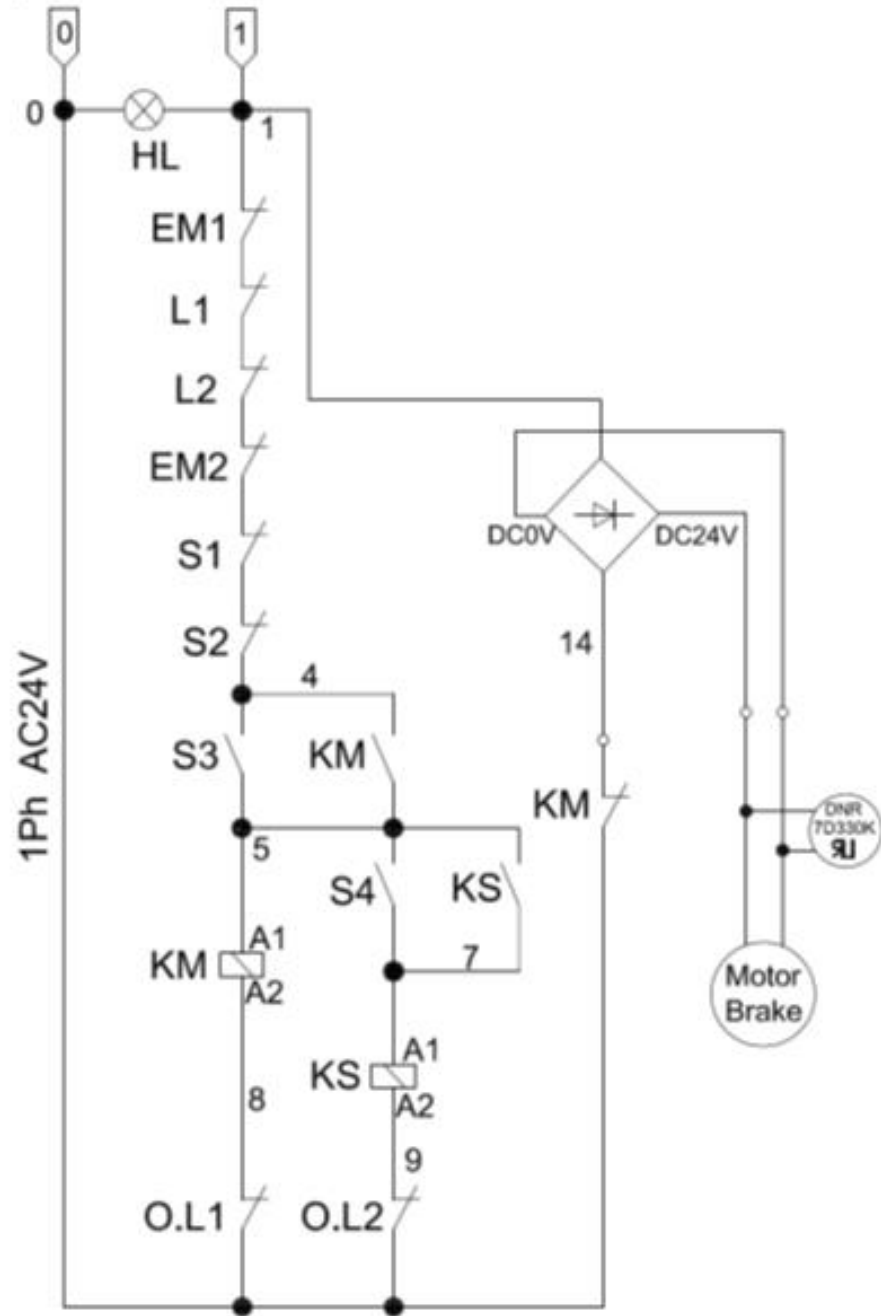 0
1
0
1
HL
EM1
L1
L2
EM2
S1
S2
DC0V
DC24V
14
4
S3
KM
KM
1Ph AC24V
5
S4
KS
DNR
7D330K
7
KM
A1
A2
Motor
Brake
KS
A1
A2
8
9
O.L1
O.L2